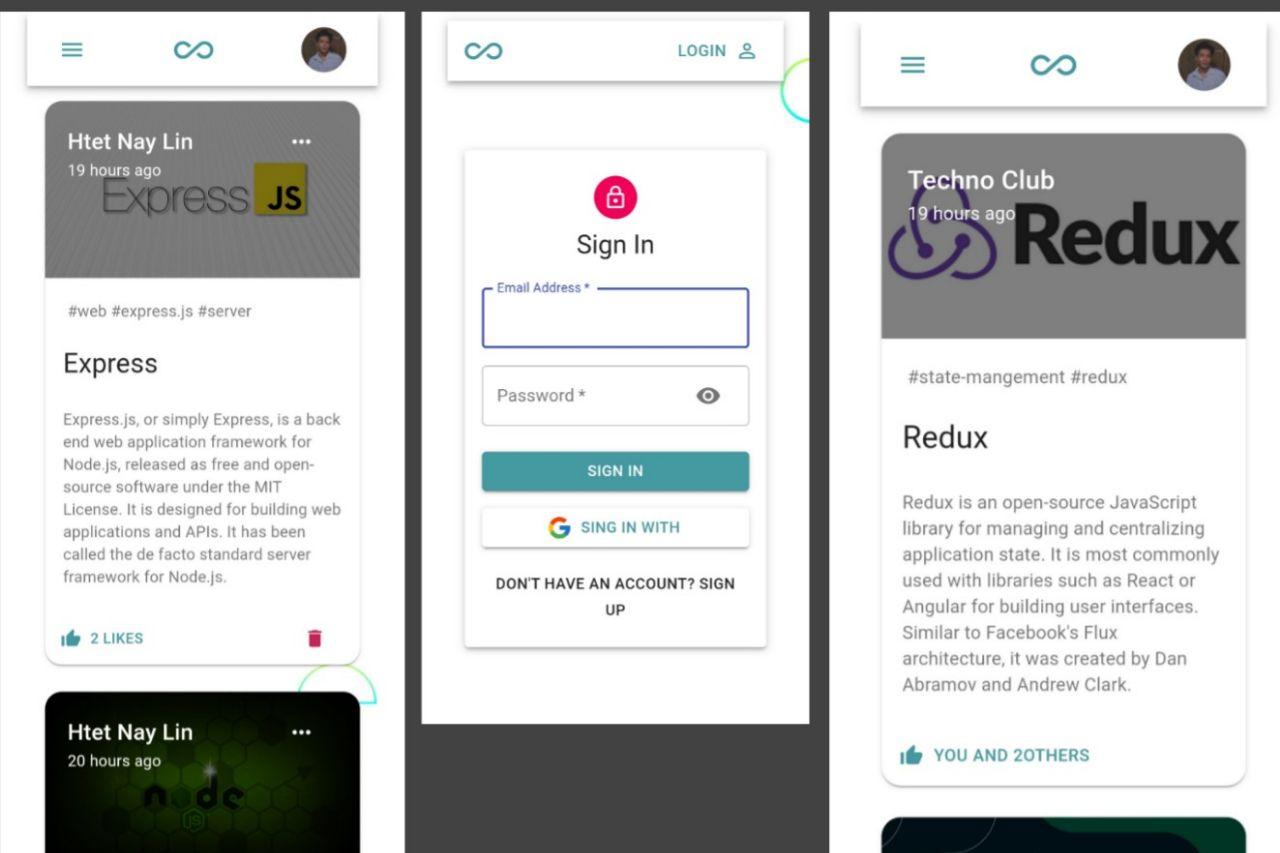 Htet Nay Lin
19 hours ago
Express JS
#web #express.js #server
Express
Express.js, or simply Express, is a back
end web application framework for
Node.js, released as free and open-
source software under the MIT
License. It is designed for building web
applications and APIs. It has been
called the de facto standard server
framework for Node.js.
2 LIKES
Htet Nay Lin
20 hours ago
node
JS
LOGIN
Sign In
Email Address *
Password *
SIGN IN
SING IN WITH
DON'T HAVE AN ACCOUNT? SIGN
UP
Techno Club
19 hours ago
Redux
#state-mangement #redux
Redux
Redux is an open-source JavaScript
library for managing and centralizing
application state. It is most commonly
used with libraries such as React or
Angular for building user interfaces.
Similar to Facebook's Flux
architecture, it was created by Dan
Abramov and Andrew Clark.
YOU AND 2OTHERS